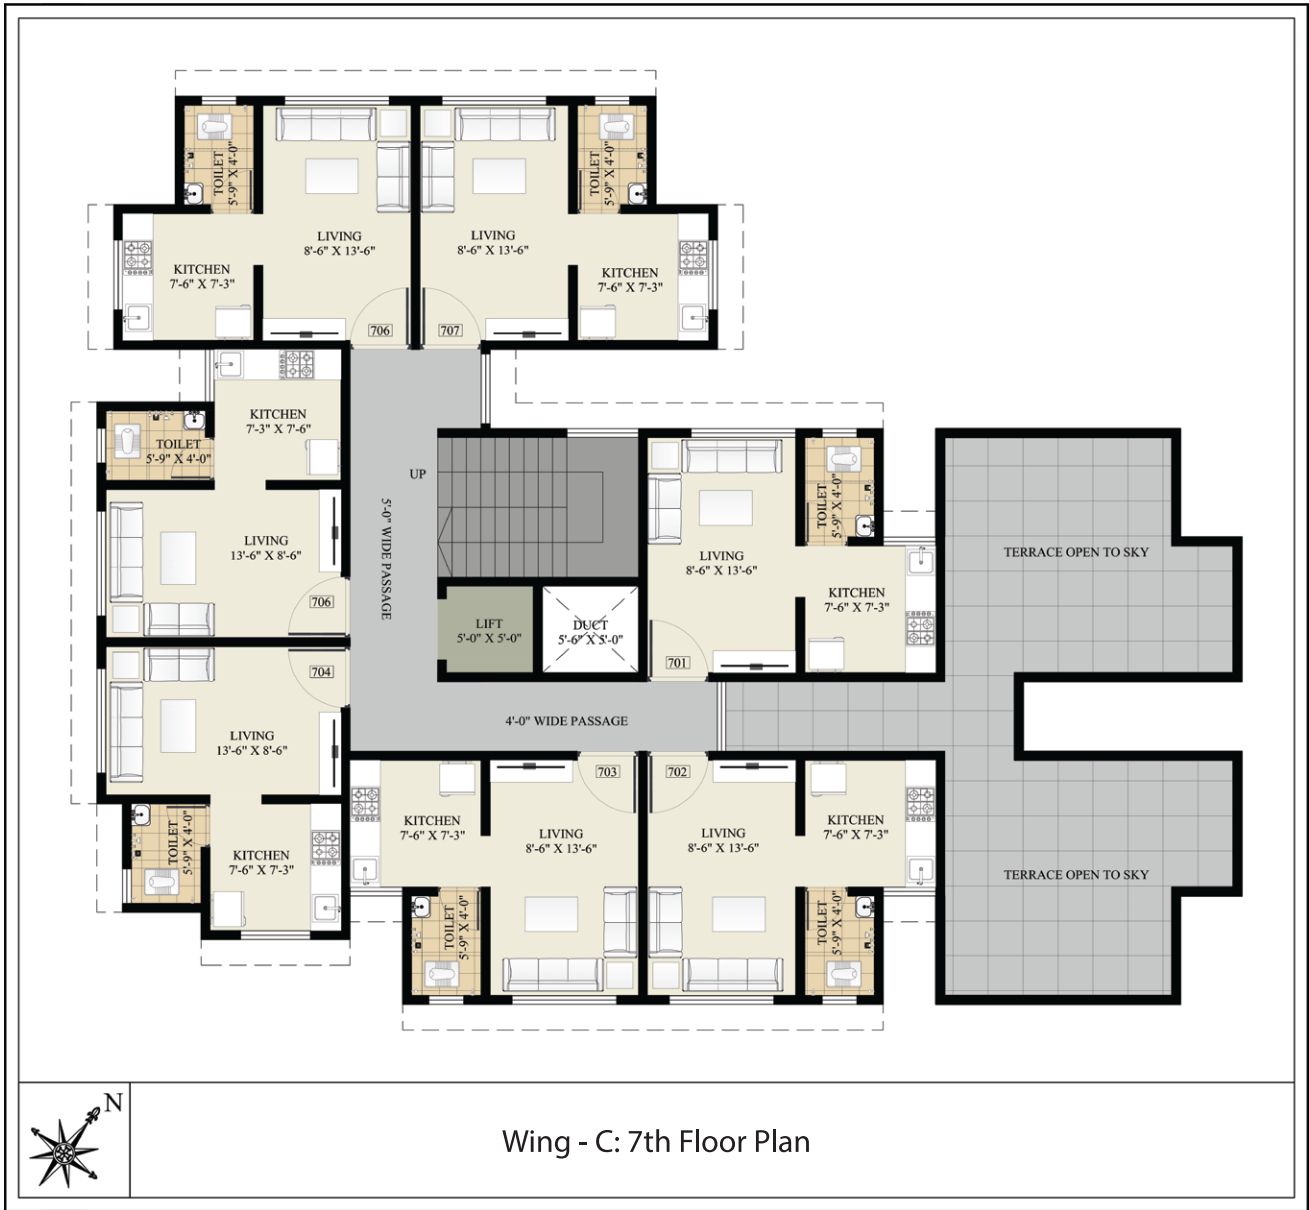 TOILET
5'-9" X 4'-0"
LIVING
8'-6" X 13'-6"
KITCHEN
7'-6" X 7'-3"
706
LIVING
8'-6" X 13'-6"
TOILET
5'-9" X 4'-0"
KITCHEN
7'-6" X 7'-3"
707
KITCHEN
7'-3" X 7'-6"
TOILET
5'-9" X 4'-0"
LIVING
13'-6" X 8'-6"
706
UP
5'-0" WIDE PASSAGE
LIFT
5'-0" X 5'-0"
DUCT
5'-6" X 5'-0"
LIVING
8'-6" X 13'-6"
TOILET
5'-9" X 4'-0"
KITCHEN
7'-6" X 7'-3"
701
TERRACE OPEN TO SKY
704
LIVING
13'-6" X 8'-6"
4'-0" WIDE PASSAGE
TOILET
5'-9" X 4'-0"
KITCHEN
7'-6" X 7'-3"
KITCHEN
7'-6" X 7'-3"
703
LIVING
8'-6" X 13'-6"
TOILET
5'-9" X 4'-0"
702
LIVING
8'-6" X 13'-6"
KITCHEN
7'-6" X 7'-3"
TOILET
5'-9" X 4'-0"
TERRACE OPEN TO SKY
N
Wing - C: 7th Floor Plan